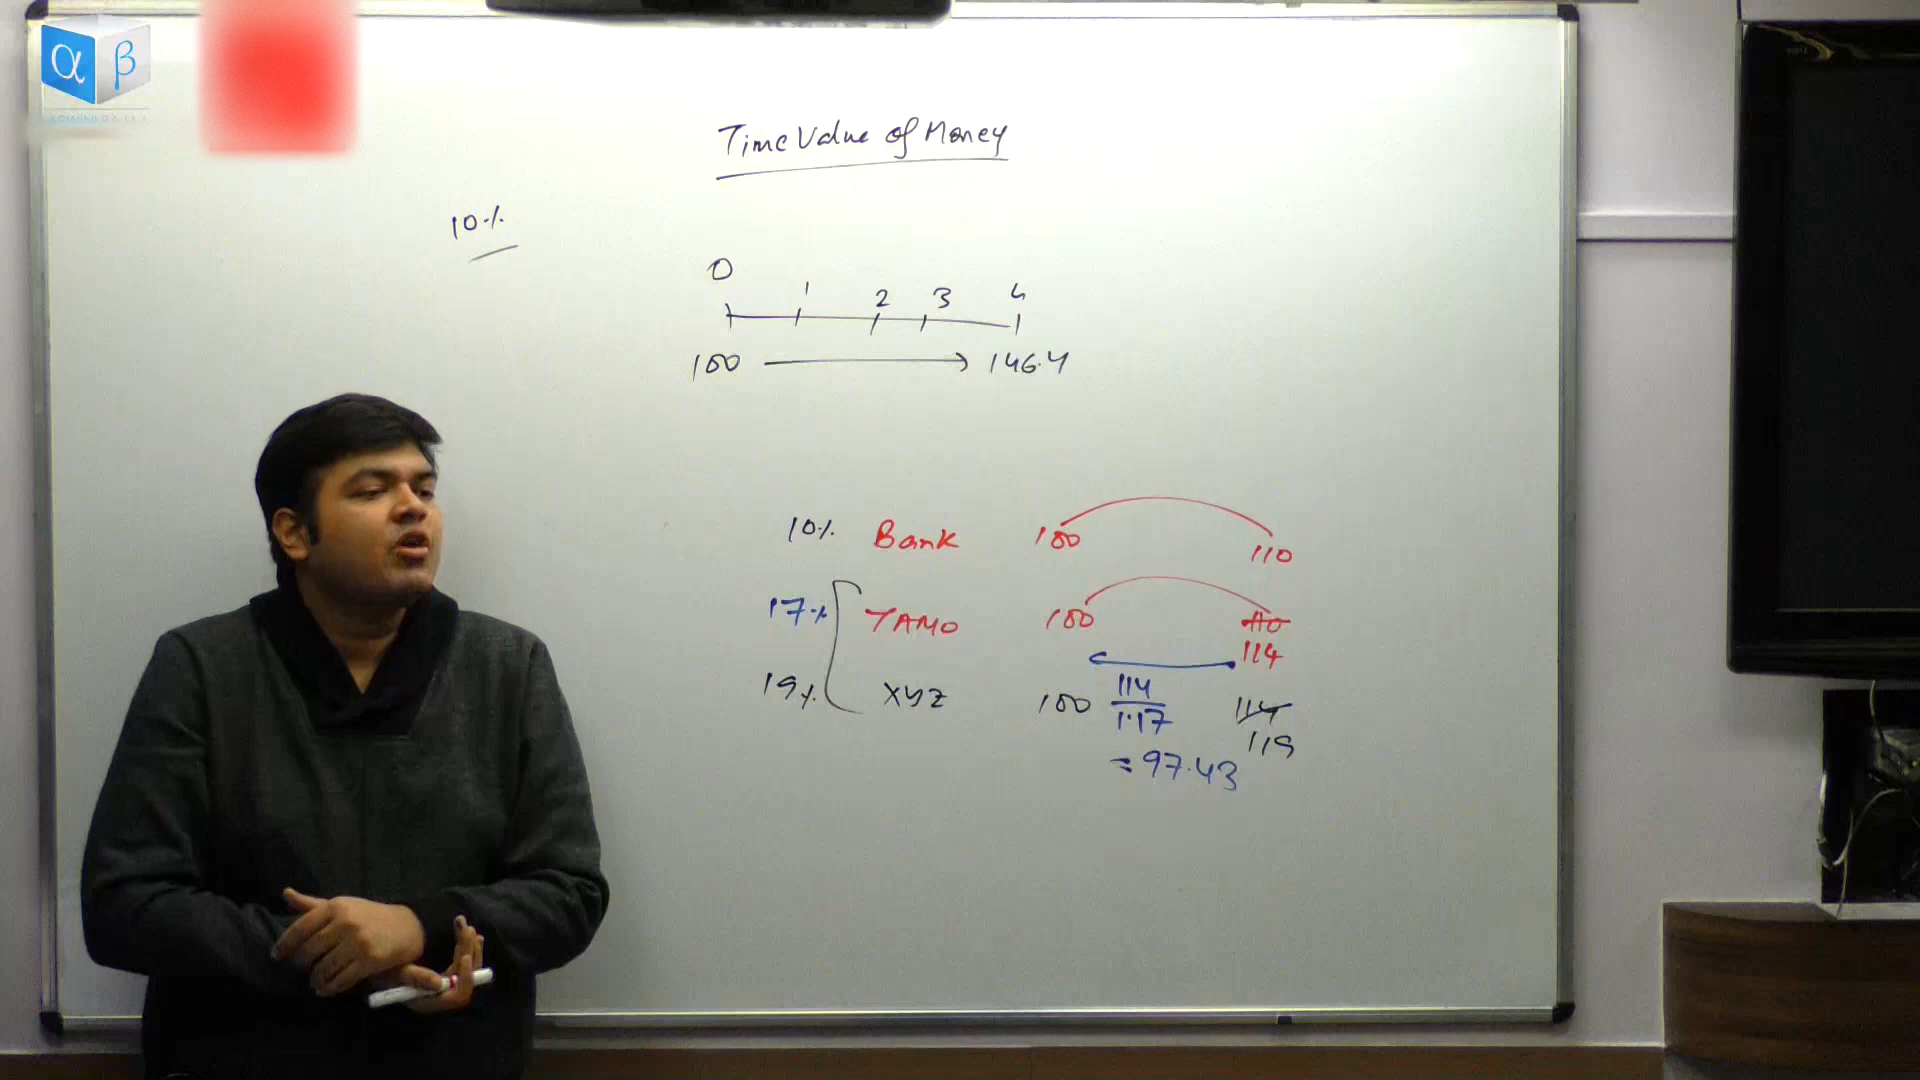 α β
Time Value of Money
10%
0
1 2 3 4
100 → 146.4
10% Bank 100 110
17% TAMO 100 110
114
19% XYZ 100 114/1.17 114
119
= 97.43